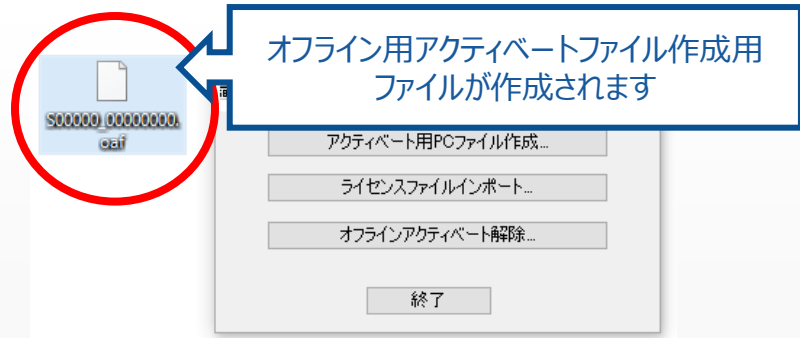 オフライン用アクティベートファイル作成用
ファイルが作成されます
S00000_00000000.
oaf
アクティベート用PCファイル作成...
ライセンスファイルインポート...
オフラインアクティベート解除...
終了